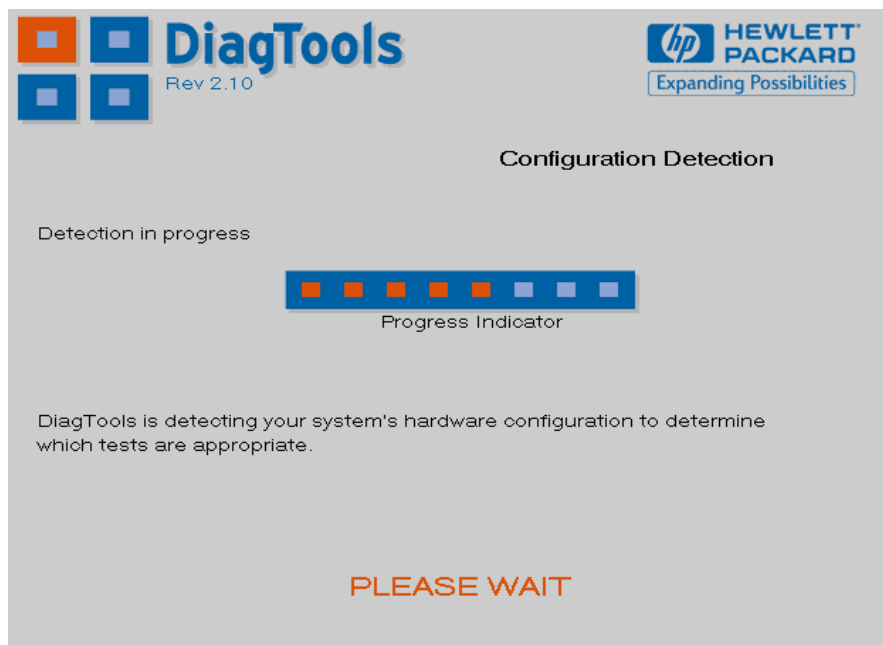 DiagTools
Rev 2.10
hp HEWLETT
PACKARD
Expanding Possibilities
Configuration Detection
Detection in progress
Progress Indicator
DiagTools is detecting your system's hardware configuration to determine
which tests are appropriate.
PLEASE WAIT